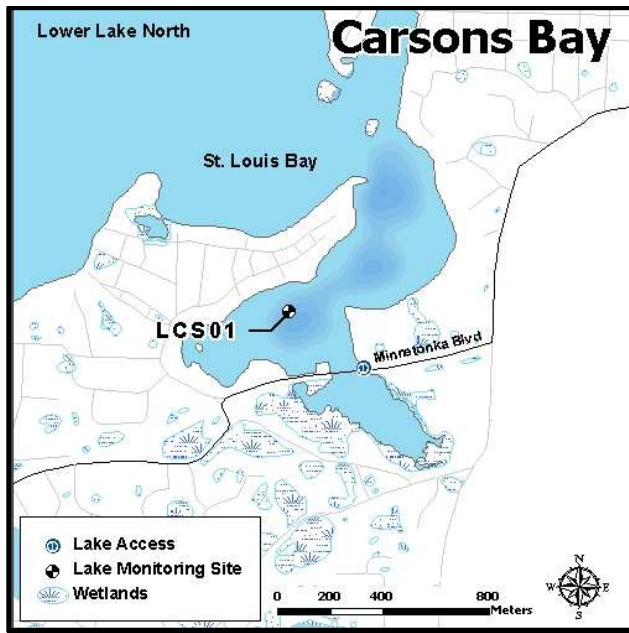 Lower Lake North
Carsons Bay
St. Louis Bay
LCS01
Minnetonka Blvd
Lake Access
Lake Monitoring Site
Wetlands
0 200 400 800
Meters
N
W E
S